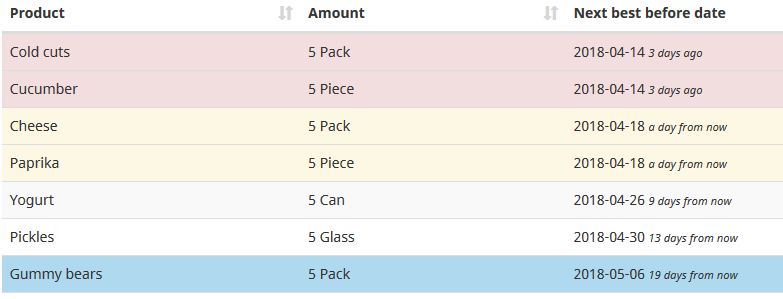 Product Amount Next best before date
Cold cuts 5 Pack 2018-04-14 3 days ago
Cucumber 5 Piece 2018-04-14 3 days ago
Cheese 5 Pack 2018-04-18 a day from now
Paprika 5 Piece 2018-04-18 a day from now
Yogurt 5 Can 2018-04-26 9 days from now
Pickles 5 Glass 2018-04-30 13 days from now
Gummy bears 5 Pack 2018-05-06 19 days from now